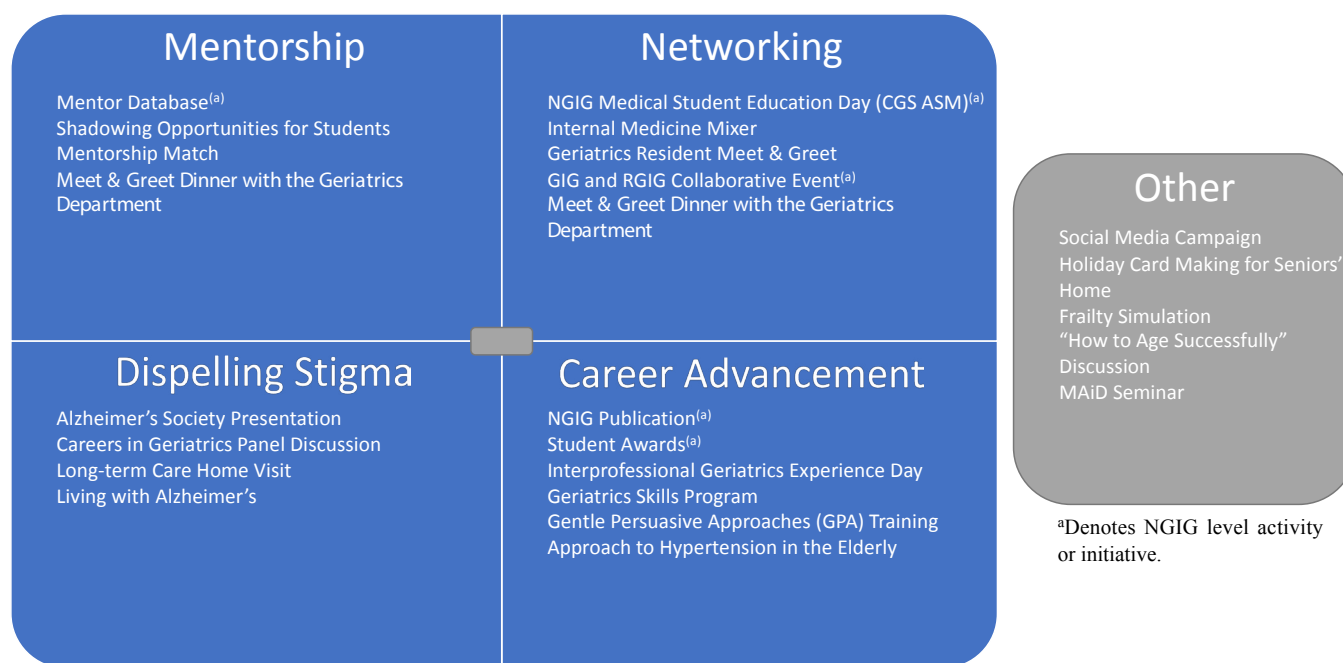 Mentorship
Mentor Database(a)
Shadowing Opportunities for Students
Mentorship Match
Meet & Greet Dinner with the Geriatrics
Department
Networking
NGIG Medical Student Education Day (CGS ASM)(a)
Internal Medicine Mixer
Geriatrics Resident Meet & Greet
GIG and RGIG Collaborative Event(a)
Meet & Greet Dinner with the Geriatrics
Department
Dispelling Stigma
Alzheimer’s Society Presentation
Careers in Geriatrics Panel Discussion
Long-term Care Home Visit
Living with Alzheimer’s
Career Advancement
NGIG Publication(a)
Student Awards(a)
Interprofessional Geriatrics Experience Day
Geriatrics Skills Program
Gentle Persuasive Approaches (GPA) Training
Approach to Hypertension in the Elderly
Other
Social Media Campaign
Holiday Card Making for Seniors’
Home
Frailty Simulation
“How to Age Successfully”
Discussion
MAiD Seminar
aDenotes NGIG level activity
or initiative.